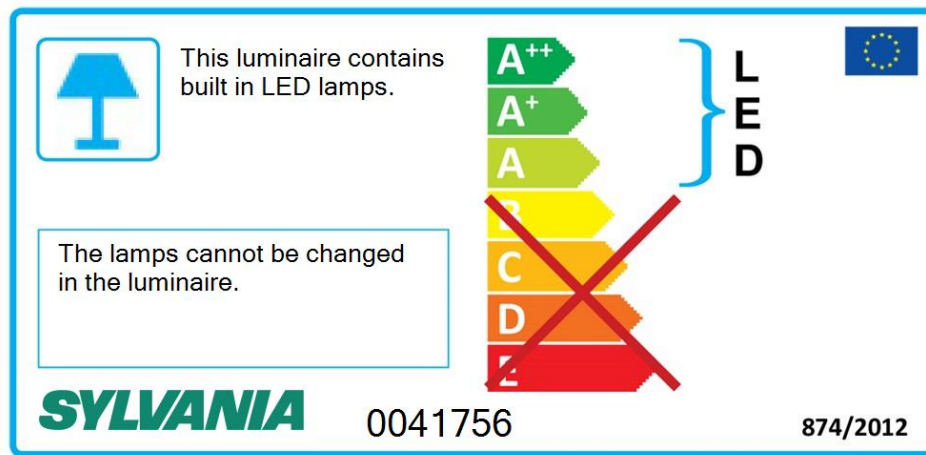 This luminaire contains
built in LED lamps.
A++
A+
A
B
C
D
E
L
E
D
The lamps cannot be changed
in the luminaire.
SYLVANIA
0041756
874/2012